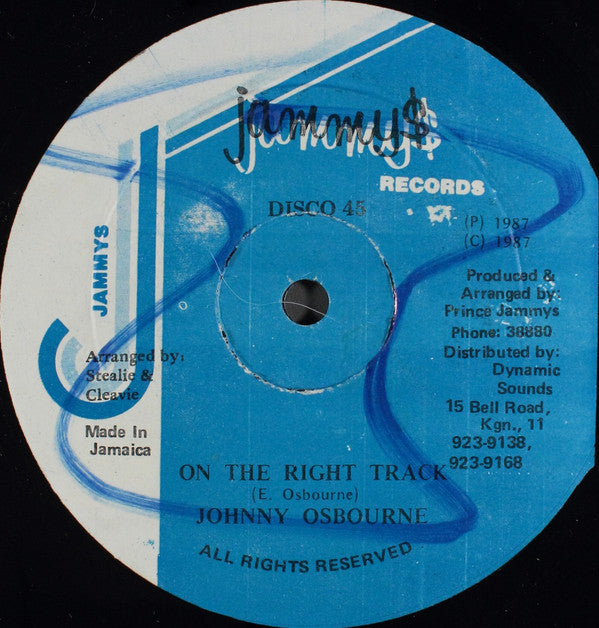 jammy$
RECORDS
DISCO 45
(P) 1987
(C) 1987
JAMMYS
Produced &
Arranged by:
Prince Jammys
Phone: 38880
Distributed by:
Dynamic
Sounds
15 Bell Road,
Kgn., 11
923-9138,
923-9168
Arranged by:
Stealie &
Cleavie
Made In
Jamaica
ON THE RIGHT TRACK
(E. Osbourne)
JOHNNY OSBOURNE
ALL RIGHTS RESERVED